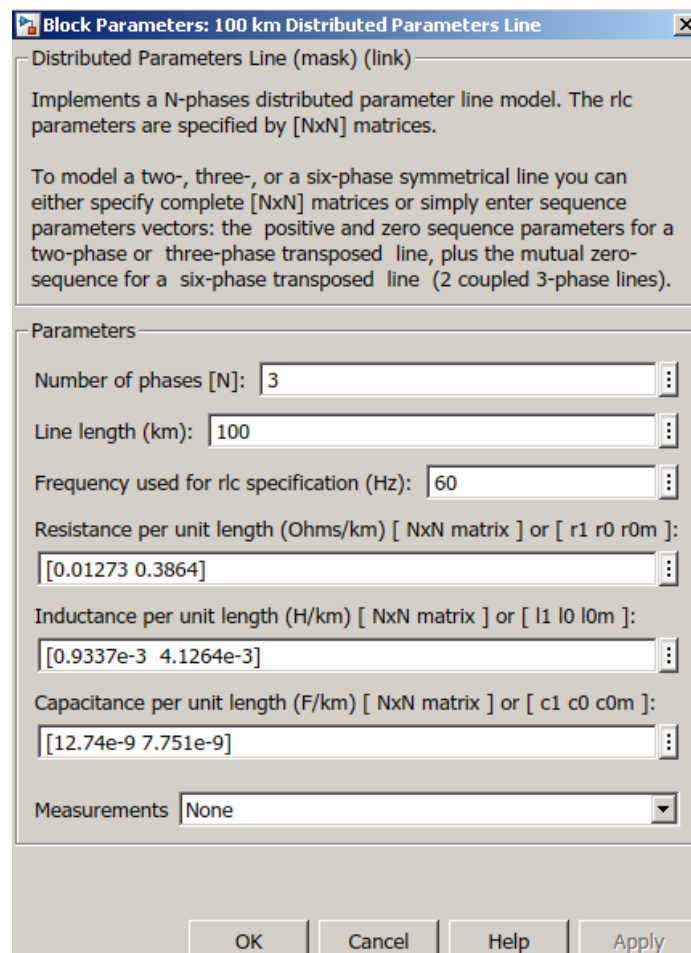 Block Parameters: 100 km Distributed Parameters Line
Distributed Parameters Line (mask) (link)
Implements a N-phases distributed parameter line model. The rlc
parameters are specified by [NxN] matrices.
To model a two-, three-, or a six-phase symmetrical line you can
either specify complete [NxN] matrices or simply enter sequence
parameters vectors: the positive and zero sequence parameters for a
two-phase or three-phase transposed line, plus the mutual zero-
sequence for a six-phase transposed line (2 coupled 3-phase lines).
Parameters
Number of phases [N]: 3
Line length (km): 100
Frequency used for rlc specification (Hz): 60
Resistance per unit length (Ohms/km) [ NxN matrix ] or [ r1 r0 r0m ]:
[0.01273 0.3864]
Inductance per unit length (H/km) [ NxN matrix ] or [ l1 l0 l0m ]:
[0.9337e-3 4.1264e-3]
Capacitance per unit length (F/km) [ NxN matrix ] or [ c1 c0 c0m ]:
[12.74e-9 7.751e-9]
Measurements None
OK Cancel Help Apply